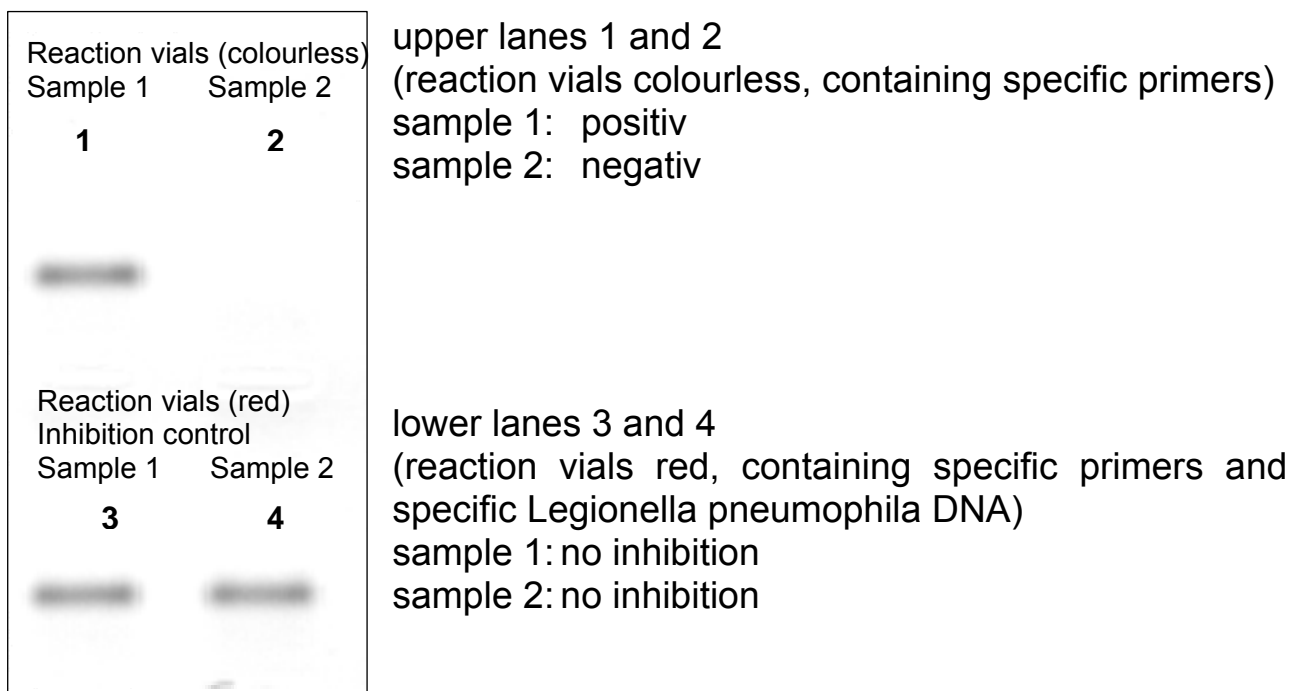 Reaction vials (colourless)
Sample 1 Sample 2
1 2
Reaction vials (red)
Inhibition control
Sample 1 Sample 2
3 4
upper lanes 1 and 2
(reaction vials colourless, containing specific primers)
sample 1: positiv
sample 2: negativ
lower lanes 3 and 4
(reaction vials red, containing specific primers and
specific Legionella pneumophila DNA)
sample 1: no inhibition
sample 2: no inhibition